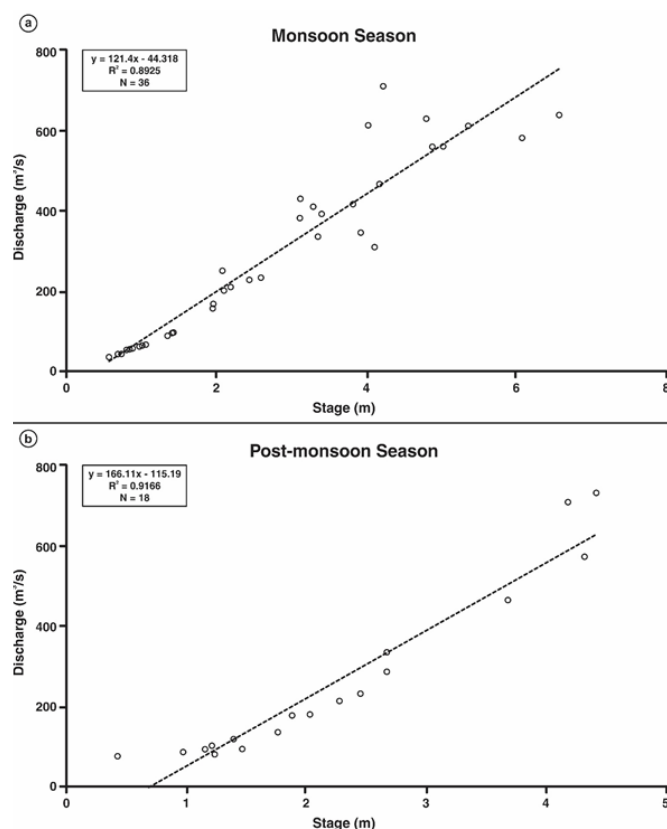 a
Monsoon Season
y = 121.4x - 44.318
R² = 0.8925
N = 36
800
600
400
200
0
Discharge (m³/s)
0 2 4 6 8
Stage (m)
b
Post-monsoon Season
y = 166.11x - 115.19
R² = 0.9166
N = 18
800
600
400
200
0
Discharge (m³/s)
0 1 2 3 4 5
Stage (m)